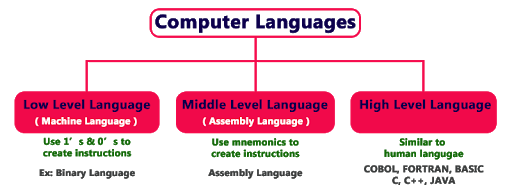 Computer Languages
Low Level Language
( Machine Language )
Use 1’s & 0’s to
create instructions
Ex: Binary Language
Middle Level Language
( Assembly Language )
Use mnemonics to
create instructions
Assembly Language
High Level Language
Similar to
human langugae
COBOL, FORTRAN, BASIC
C, C++, JAVA